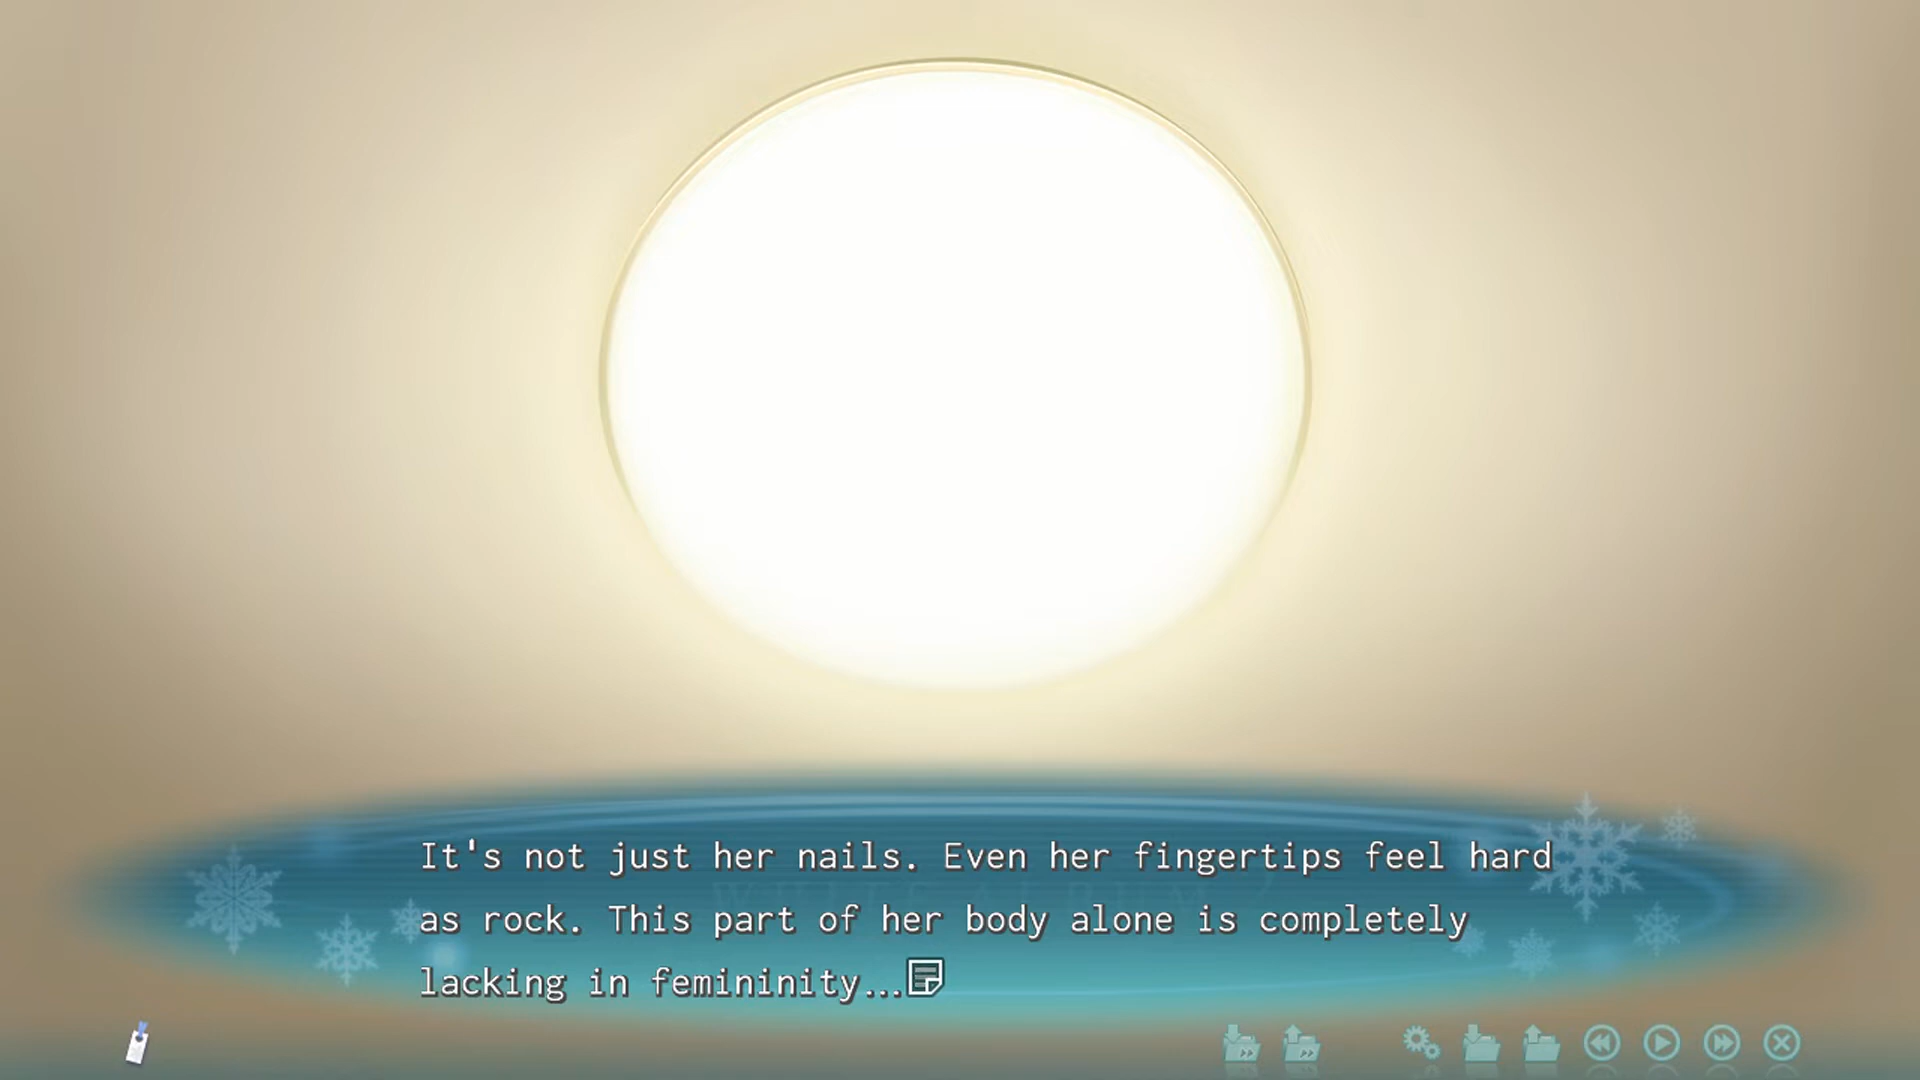 It's not just her nails. Even her fingertips feel hard
as rock. This part of her body alone is completely
lacking in femininity...